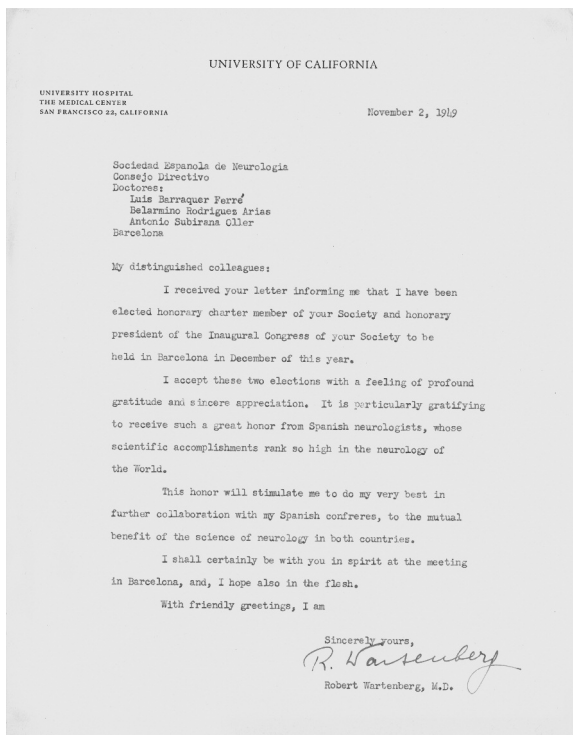 UNIVERSITY OF CALIFORNIA
UNIVERSITY HOSPITAL
THE MEDICAL CENTER
SAN FRANCISCO 22, CALIFORNIA
November 2, 1949
Sociedad Espanola de Neurologia
Consejo Directivo
Doctores:
Luis Barraquer Ferré
Belarmino Rodriguez Arias
Antonio Subirana Oller
Barcelona
My distinguished colleagues:
I received your letter informing me that I have been
elected honorary charter member of your Society and honorary
president of the Inaugural Congress of your Society to be
held in Barcelona in December of this year.
I accept these two elections with a feeling of profound
gratitude and sincere appreciation. It is particularly gratifying
to receive such a great honor from Spanish neurologists, whose
scientific accomplishments rank so high in the neurology of
the World.
This honor will stimulate me to do my very best in
further collaboration with my Spanish confreres, to the mutual
benefit of the science of neurology in both countries.
I shall certainly be with you in spirit at the meeting
in Barcelona, and, I hope also in the flesh.
With friendly greetings, I am
Sincerely yours,
R. Wartenberg
Robert Wartenberg, M.D.